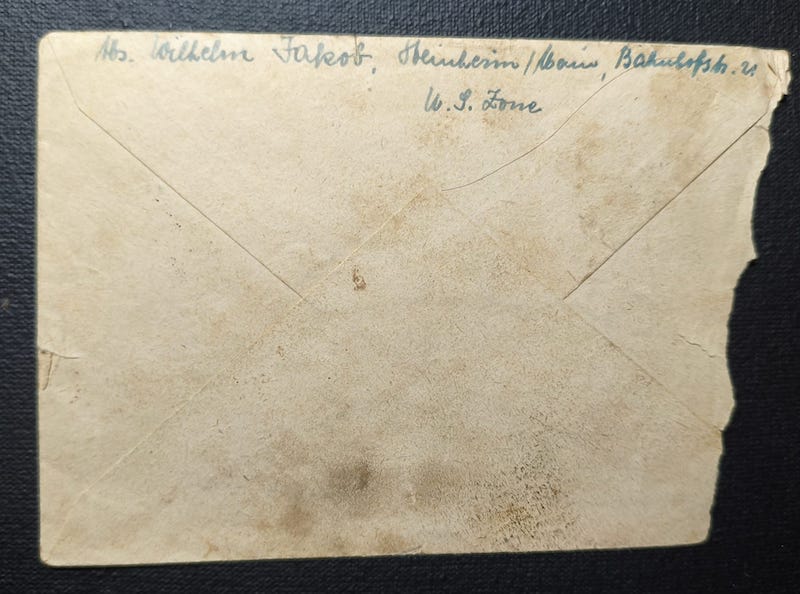 Abs. Wilhelm Jakob, Steinheim/Main, Bahnhofstr. 21
U. S. Zone